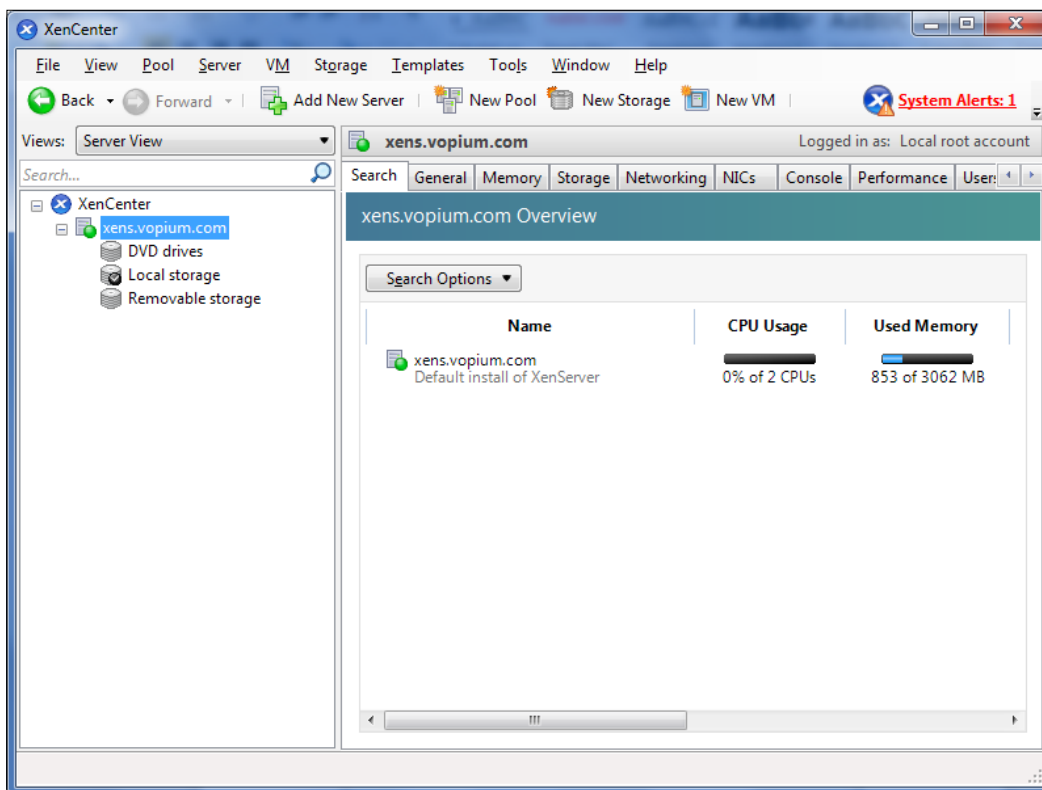 XenCenter
File View Pool Server VM Storage Templates Tools Window Help
Back Forward Add New Server New Pool New Storage New VM System Alerts: 1
Views: Server View
xens.vopium.com Logged in as: Local root account
Search...
Search General Memory Storage Networking NICs Console Performance Users
XenCenter
xens.vopium.com
DVD drives
Local storage
Removable storage
xens.vopium.com Overview
Search Options
Name CPU Usage Used Memory
xens.vopium.com
Default install of XenServer 0% of 2 CPUs 853 of 3062 MB